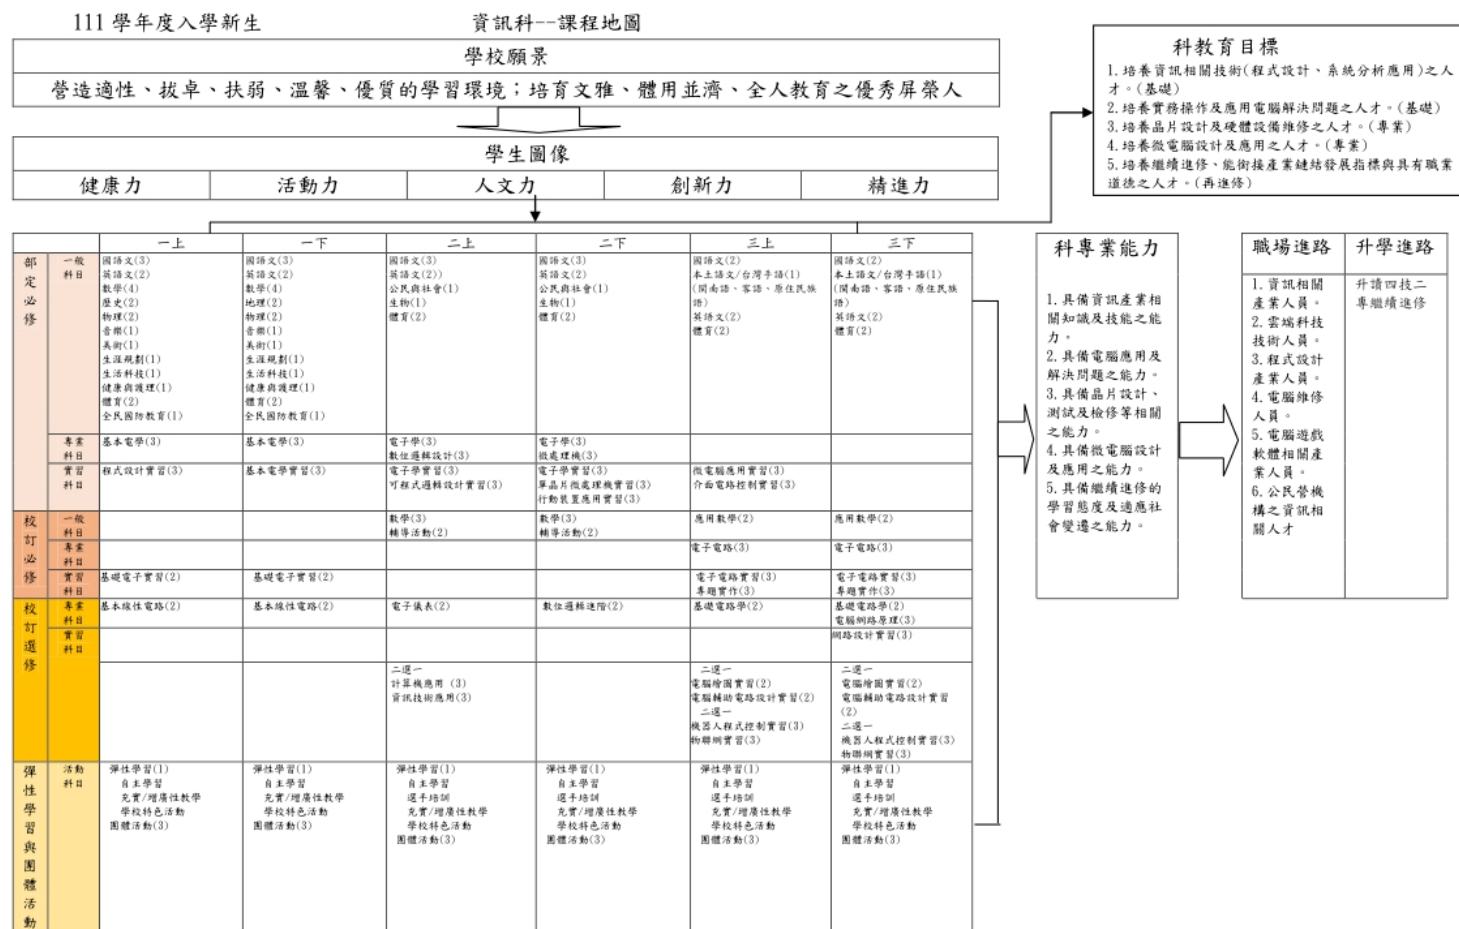 111 學年度入學新生
資訊科--課程地圖
學校願景
營造適性、拔卓、扶弱、溫馨、優質的學習環境；培育文雅、體用並濟、全人教育之優秀屏榮人
學生圖像
健康力 活動力 人文力 創新力 精進力
科教育目標
1.培養資訊相關技術(程式設計、系統分析應用)之人
才。(基礎)
2.培養實務操作及應用電腦解決問題之人才。(基礎)
3.培養晶片設計及硬體設備維修之人才。(專業)
4.培養微電腦設計及應用之人才。(專業)
5.培養繼續進修、能銜接產業鏈結發展指標與具有職業
道德之人才。(再進修)
一上 一下 二上 二下 三上 三下
部定必修
一般
科目
國語文(3)
英語文(2)
數學(4)
歷史(2)
物理(2)
音樂(1)
美術(1)
生涯規劃(1)
生活科技(1)
健康與護理(1)
體育(2)
全民國防教育(1)
國語文(3)
英語文(2)
數學(4)
地理(2)
物理(2)
音樂(1)
美術(1)
生涯規劃(1)
生活科技(1)
健康與護理(1)
體育(2)
全民國防教育(1)
國語文(3)
英語文(2))
公民與社會(1)
生物(1)
體育(2)
國語文(3)
英語文(2)
公民與社會(1)
生物(1)
體育(2)
國語文(2)
本土語文/台灣手語(1)
(閩南語、客語、原住民族
語)
英語文(2)
體育(2)
國語文(2)
本土語文/台灣手語(1)
(閩南語、客語、原住民族
語)
英語文(2)
體育(2)
專業
科目
基本電學(3)
基本電學(3)
電子學(3)
數位邏輯設計(3)
電子學(3)
微處理機(3)
實習
科目
程式設計實習(3)
基本電學實習(3)
電子學實習(3)
可程式邏輯設計實習(3)
電子學實習(3)
單晶片微處理機實習(3)
行動裝置應用實習(3)
微電腦應用實習(3)
介面電路控制實習(3)
校訂必修
一般
科目
數學(3)
輔導活動(2)
數學(3)
輔導活動(2)
應用數學(2)
應用數學(2)
專業
科目
電子電路(3)
電子電路(3)
實習
科目
基礎電子實習(2)
基礎電子實習(2)
電子電路實習(3)
專題實作(3)
電子電路實習(3)
專題實作(3)
校訂選修
專業
科目
基本線性電路(2)
基本線性電路(2)
電子儀表(2)
數位邏輯進階(2)
基礎電路學(2)
基礎電路學(2)
電腦網路原理(3)
實習
科目
網路設計實習(3)
二選一
計算機應用 (3)
資訊技術應用(3)
二選一
電腦繪圖實習(2)
電腦輔助電路設計實習(2)
二選一
機器人程式控制實習(3)
物聯網實習(3)
二選一
電腦繪圖實習(2)
電腦輔助電路設計實習
(2)
二選一
機器人程式控制實習(3)
物聯網實習(3)
彈性學習與團體活動
活動
科目
彈性學習(1)
自主學習
充實/增廣性教學
學校特色活動
團體活動(3)
彈性學習(1)
自主學習
充實/增廣性教學
學校特色活動
團體活動(3)
彈性學習(1)
自主學習
選手培訓
充實/增廣性教學
學校特色活動
團體活動(3)
彈性學習(1)
自主學習
選手培訓
充實/增廣性教學
學校特色活動
團體活動(3)
彈性學習(1)
自主學習
選手培訓
充實/增廣性教學
學校特色活動
團體活動(3)
彈性學習(1)
自主學習
選手培訓
充實/增廣性教學
學校特色活動
團體活動(3)
科專業能力
1.具備資訊產業相
關知識及技能之能
力。
2.具備電腦應用及
解決問題之能力。
3.具備晶片設計、
測試及檢修等相關
之能力。
4.具備微電腦設計
及應用之能力。
5.具備繼續進修的
學習態度及適應社
會變遷之能力。
職場進路
1.資訊相關
產業人員。
2.雲端科技
技術人員。
3.程式設計
產業人員。
4.電腦維修
人員。
5.電腦遊戲
軟體相關產
業人員。
6.公民營機
構之資訊相
關人才
升學進路
升讀四技二
專繼續進修